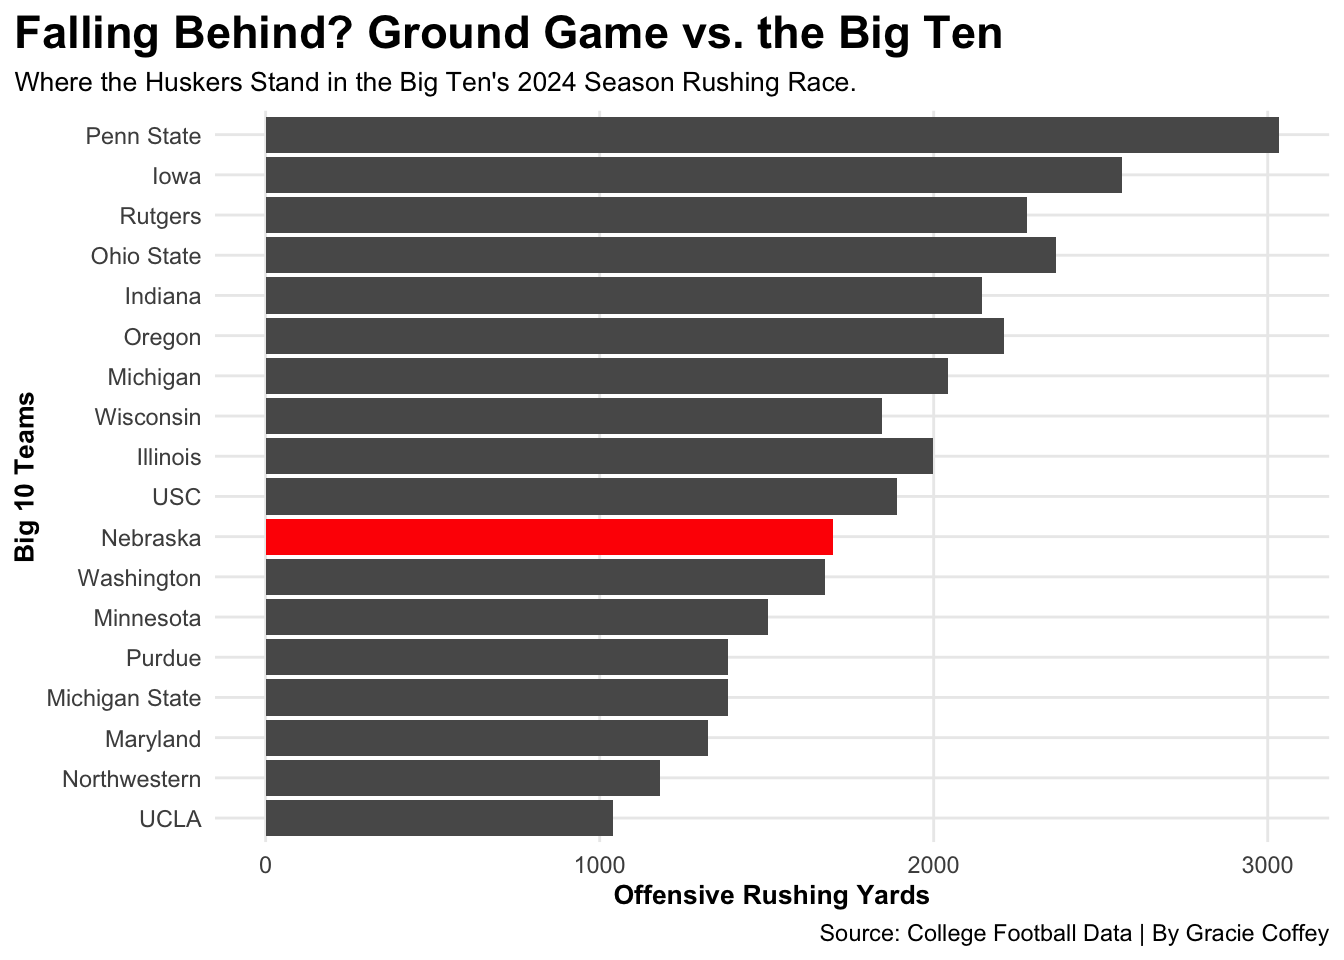 Falling Behind? Ground Game vs. the Big Ten
Where the Huskers Stand in the Big Ten's 2024 Season Rushing Race.
Big 10 Teams
Penn State
Iowa
Rutgers
Ohio State
Indiana
Oregon
Michigan
Wisconsin
Illinois
USC
Nebraska
Washington
Minnesota
Purdue
Michigan State
Maryland
Northwestern
UCLA
0 1000 2000 3000
Offensive Rushing Yards
Source: College Football Data | By Gracie Coffey